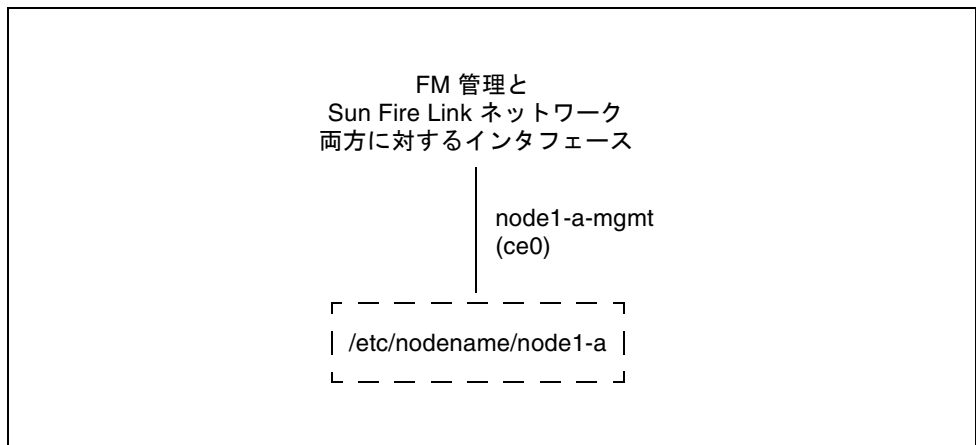 FM 管理と
Sun Fire Link ネットワーク
両方に対するインタフェース
node1-a-mgmt
(ce0)
/etc/nodename/node1-a